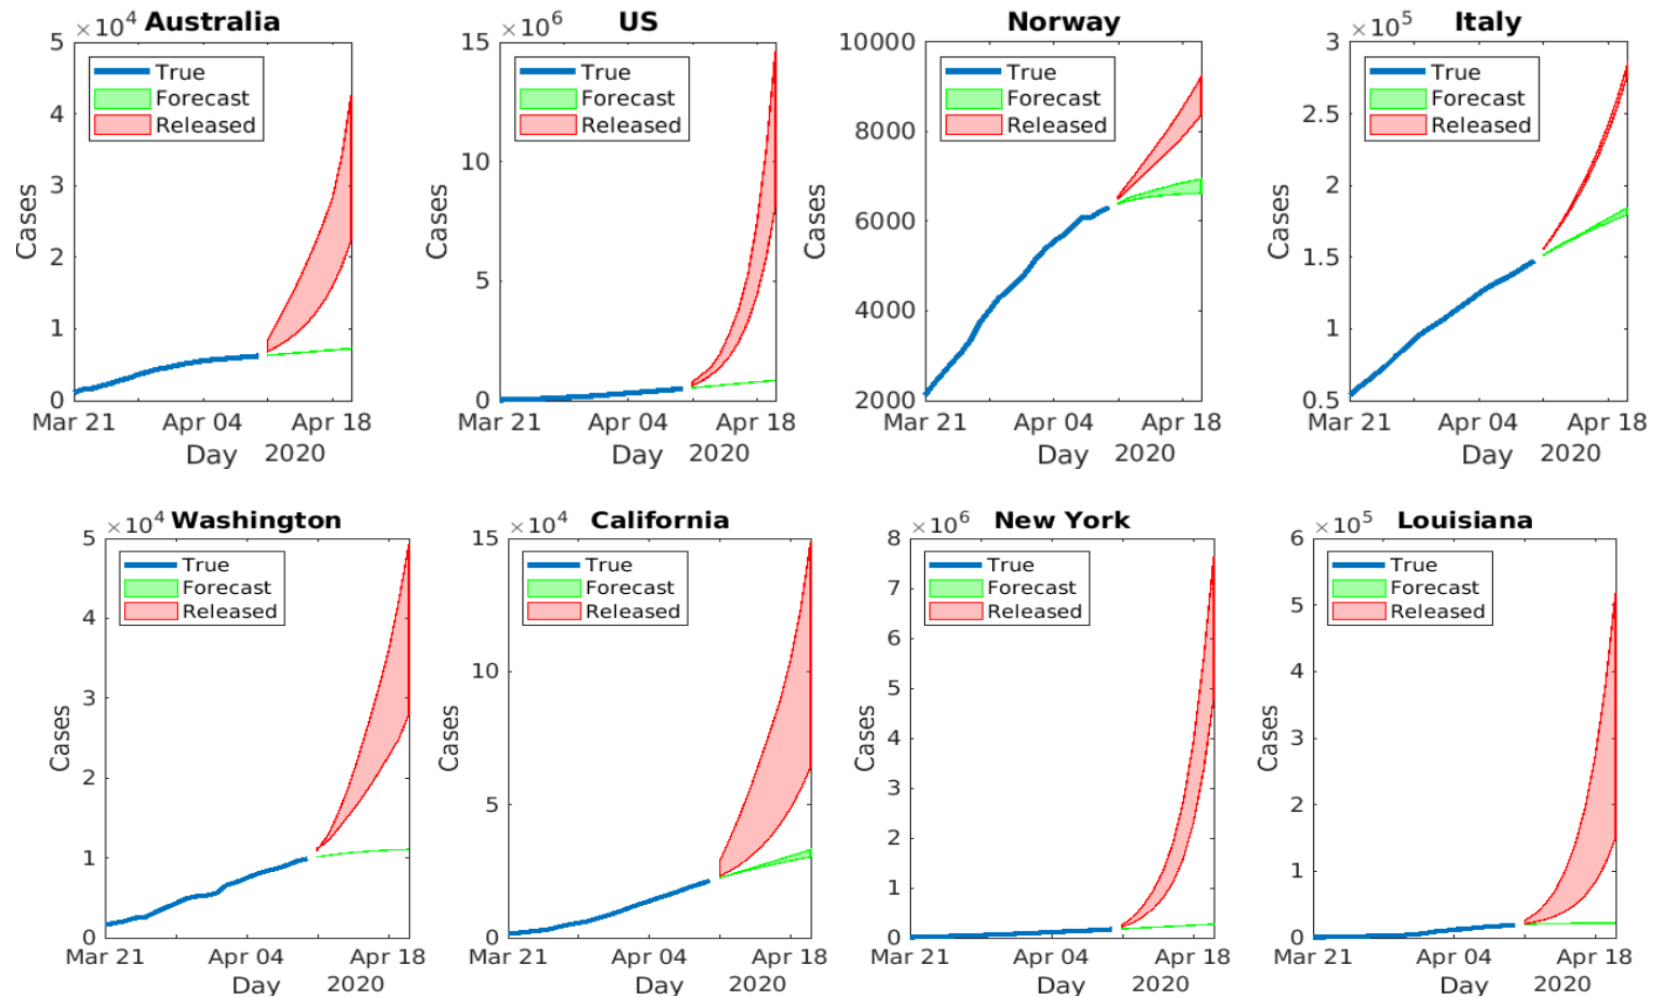 ×10⁴ Australia
5
4
3
2
1
0
Cases
True
Forecast
Released
Mar 21 Apr 04 Apr 18
Day 2020
×10⁶ US
15
10
5
0
Cases
True
Forecast
Released
Mar 21 Apr 04 Apr 18
Day 2020
Norway
10000
8000
6000
4000
2000
Cases
True
Forecast
Released
Mar 21 Apr 04 Apr 18
Day 2020
×10⁵ Italy
3
2.5
2
1.5
1
0.5
Cases
True
Forecast
Released
Mar 21 Apr 04 Apr 18
Day 2020
×10⁴ Washington
5
4
3
2
1
0
Cases
True
Forecast
Released
Mar 21 Apr 04 Apr 18
Day 2020
×10⁴ California
15
10
5
0
Cases
True
Forecast
Released
Mar 21 Apr 04 Apr 18
Day 2020
×10⁶ New York
8
7
6
5
4
3
2
1
0
Cases
True
Forecast
Released
Mar 21 Apr 04 Apr 18
Day 2020
×10⁵ Louisiana
6
5
4
3
2
1
0
Cases
True
Forecast
Released
Mar 21 Apr 04 Apr 18
Day 2020